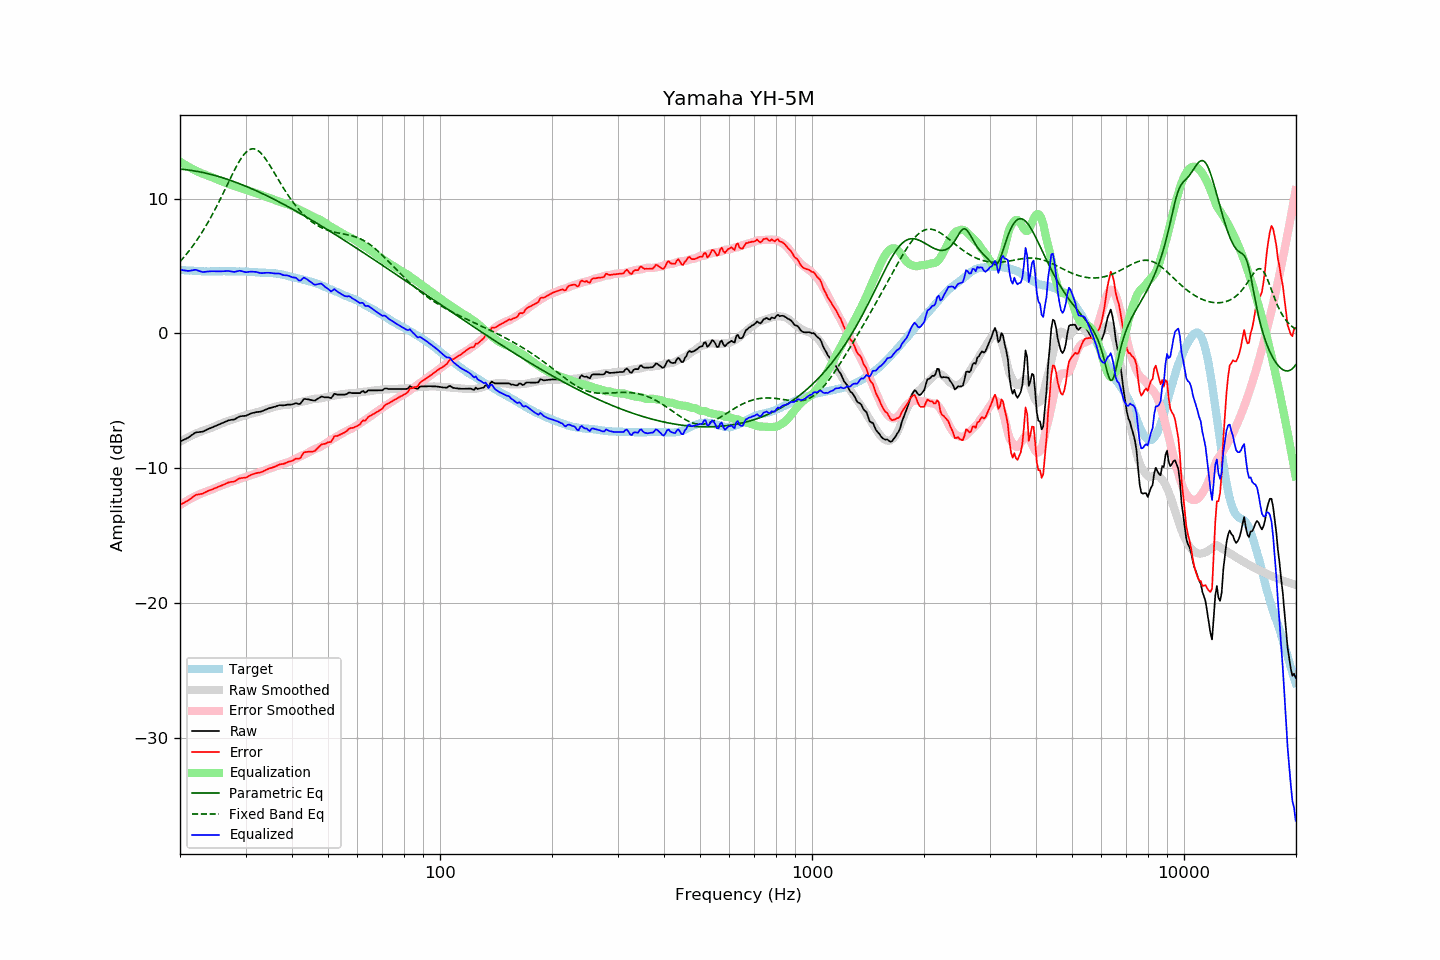 Yamaha YH-5M
10
0
−10
−20
−30
Amplitude (dBr)
Target
Raw Smoothed
Error Smoothed
Raw
Error
Equalization
Parametric Eq
Fixed Band Eq
Equalized
100
1000
10000
Frequency (Hz)